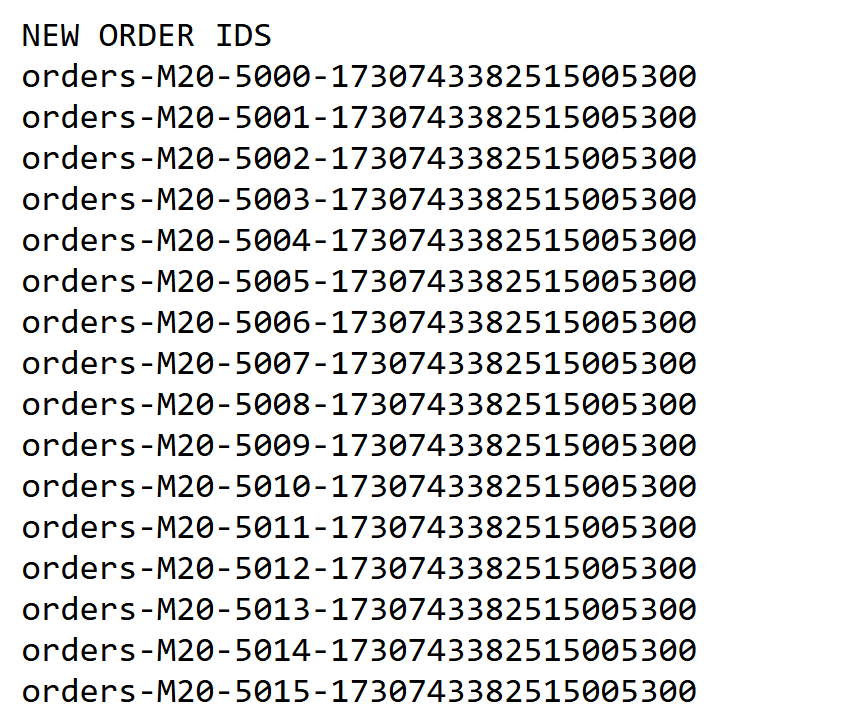 NEW ORDER IDS
orders-M20-5000-1730743382515005300
orders-M20-5001-1730743382515005300
orders-M20-5002-1730743382515005300
orders-M20-5003-1730743382515005300
orders-M20-5004-1730743382515005300
orders-M20-5005-1730743382515005300
orders-M20-5006-1730743382515005300
orders-M20-5007-1730743382515005300
orders-M20-5008-1730743382515005300
orders-M20-5009-1730743382515005300
orders-M20-5010-1730743382515005300
orders-M20-5011-1730743382515005300
orders-M20-5012-1730743382515005300
orders-M20-5013-1730743382515005300
orders-M20-5014-1730743382515005300
orders-M20-5015-1730743382515005300